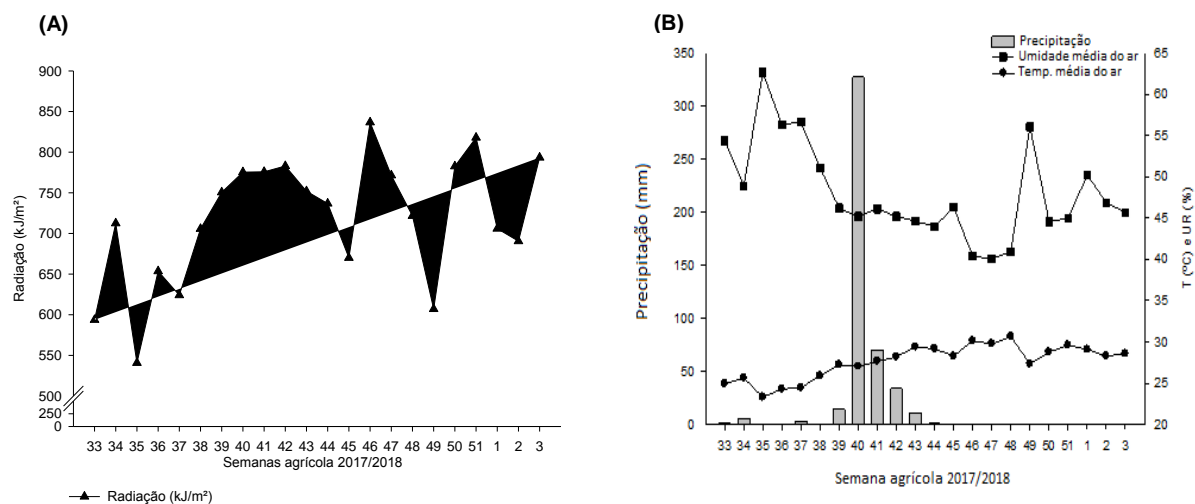 (A)
900
850
800
750
700
650
600
550
500
250
0
Radiação (kJ/m²)
33 34 35 36 37 38 39 40 41 42 43 44 45 46 47 48 49 50 51 1 2 3
Semanas agrícola 2017/2018
Radiação (kJ/m²)
(B)
Precipitação
Umidade média do ar
Temp. média do ar
350
300
250
200
150
100
50
0
Precipitação (mm)
65
60
55
50
45
40
35
30
25
20
T (ºC) e UR (%)
33 34 35 36 37 38 39 40 41 42 43 44 45 46 47 48 49 50 51 1 2 3
Semana agrícola 2017/2018